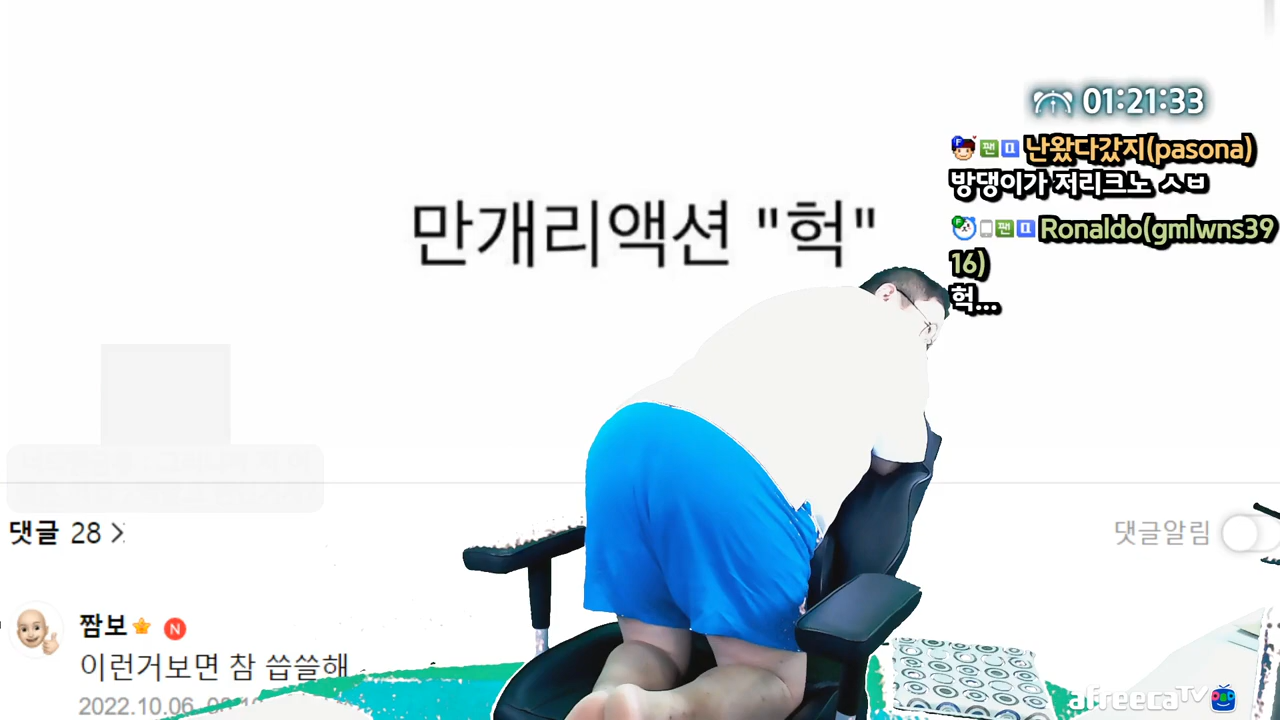 01:21:33
난왔다갔지(pasona)
방댕이가 저리크노 ㅅㅂ
Ronaldo(gmlwns39
16)
헉...
만개리액션 "헉"
댓글 28 >
댓글알림
짬보 N
이런거보면 참 씁쓸해
2022.10.06.
afreecaTV